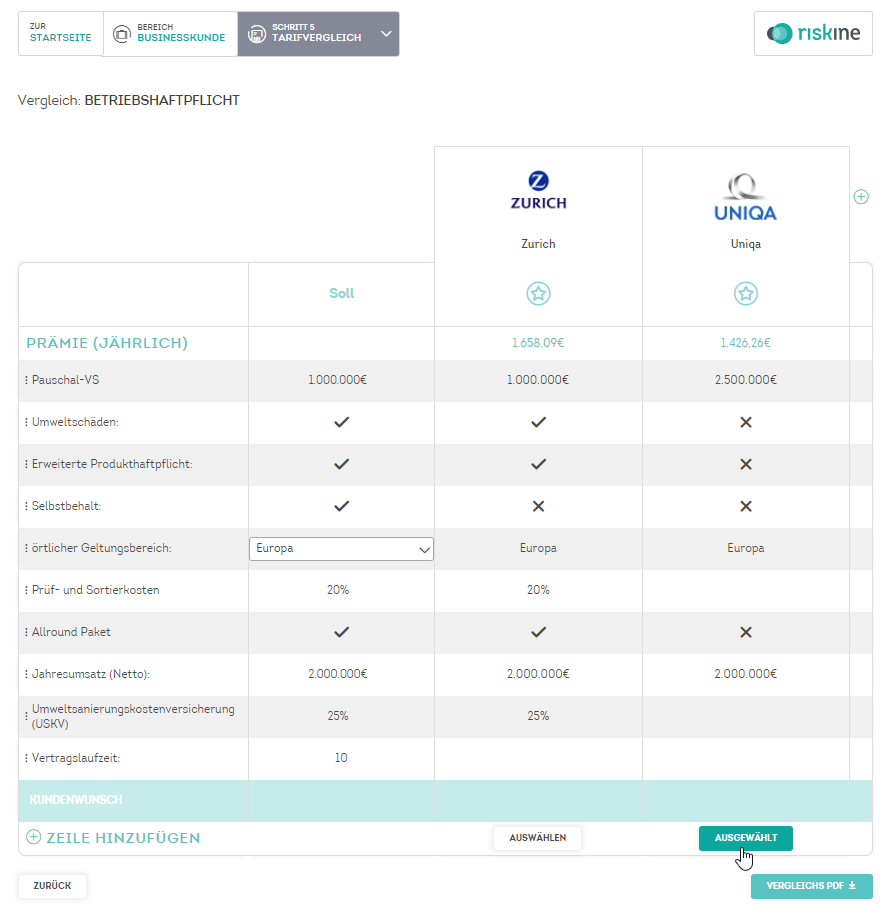 ZUR
STARTSEITE
BEREICH
BUSINESSKUNDE
SCHRITT 5
TARIFVERGLEICH
riskine
Vergleich: BETRIEBSHAFTPFLICHT
ZURICH
UNIQA
Zurich
Uniqa
Soll
PRÄMIE (JÄHRLICH) 1.658,09€ 1.426,26€
Pauschal-VS 1.000.000€ 1.000.000€ 2.500.000€
Umweltschäden:
Erweiterte Produkthaftpflicht:
Selbstbehalt:
örtlicher Geltungsbereich: Europa Europa Europa
Prüf- und Sortierkosten 20% 20%
Allround Paket
Jahresumsatz (Netto): 2.000.000€ 2.000.000€ 2.000.000€
Umweltsanierungskostenversicherung
(USKV) 25% 25%
Vertragslaufzeit: 10
KUNDENWUNSCH
ZEILE HINZUFÜGEN AUSWÄHLEN AUSGEWÄHLT
ZURÜCK VERGLEICHS PDF